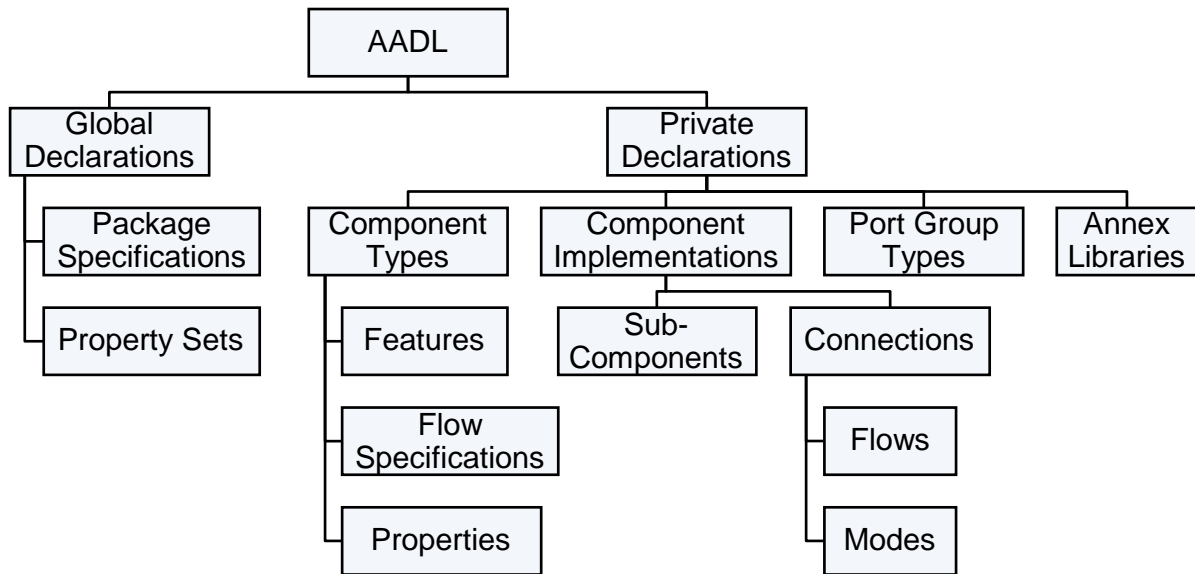 AADL
Global
Declarations
Private
Declarations
Package
Specifications
Component
Types
Component
Implementations
Port Group
Types
Annex
Libraries
Property Sets
Features
Sub-
Components
Connections
Flow
Specifications
Flows
Properties
Modes